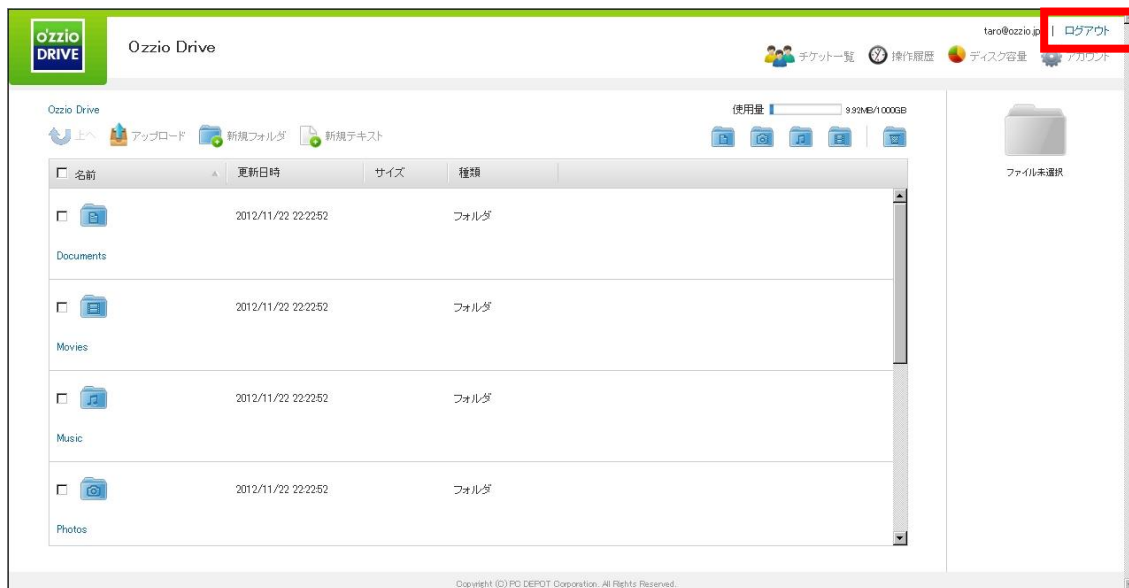 o'zzio
DRIVE
Ozzio Drive
taro@ozzio.jp | ログアウト
チケット一覧 操作履歴 ディスク容量 アカウント
Ozzio Drive
使用量 9.92MB/1000GB
上へ アップロード 新規フォルダ 新規テキスト
名前 更新日時 サイズ 種類
ファイル未選択
2012/11/22 22:22:52 フォルダ
Documents
2012/11/22 22:22:52 フォルダ
Movies
2012/11/22 22:22:52 フォルダ
Music
2012/11/22 22:22:52 フォルダ
Photos
Copyright (C) PC DEPOT Corporation. All Rights Reserved.